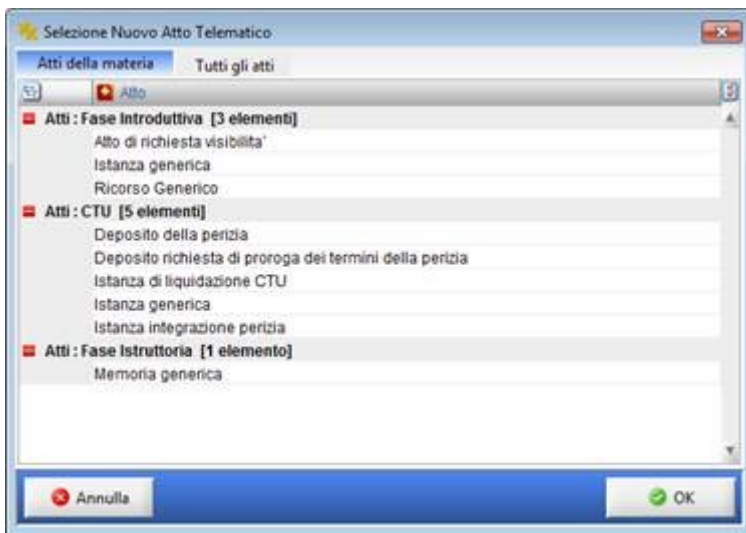 Selezione Nuovo Atto Telematico
Atti della materia Tutti gli atti
Atto
Atti : Fase Introduttiva [3 elementi]
Atto di richiesta visibilita'
Istanza generica
Ricorso Generico
Atti : CTU [5 elementi]
Deposito della perizia
Deposito richiesta di proroga dei termini della perizia
Istanza di liquidazione CTU
Istanza generica
Istanza integrazione perizia
Atti : Fase Istruttoria [1 elemento]
Memoria generica
Annulla OK